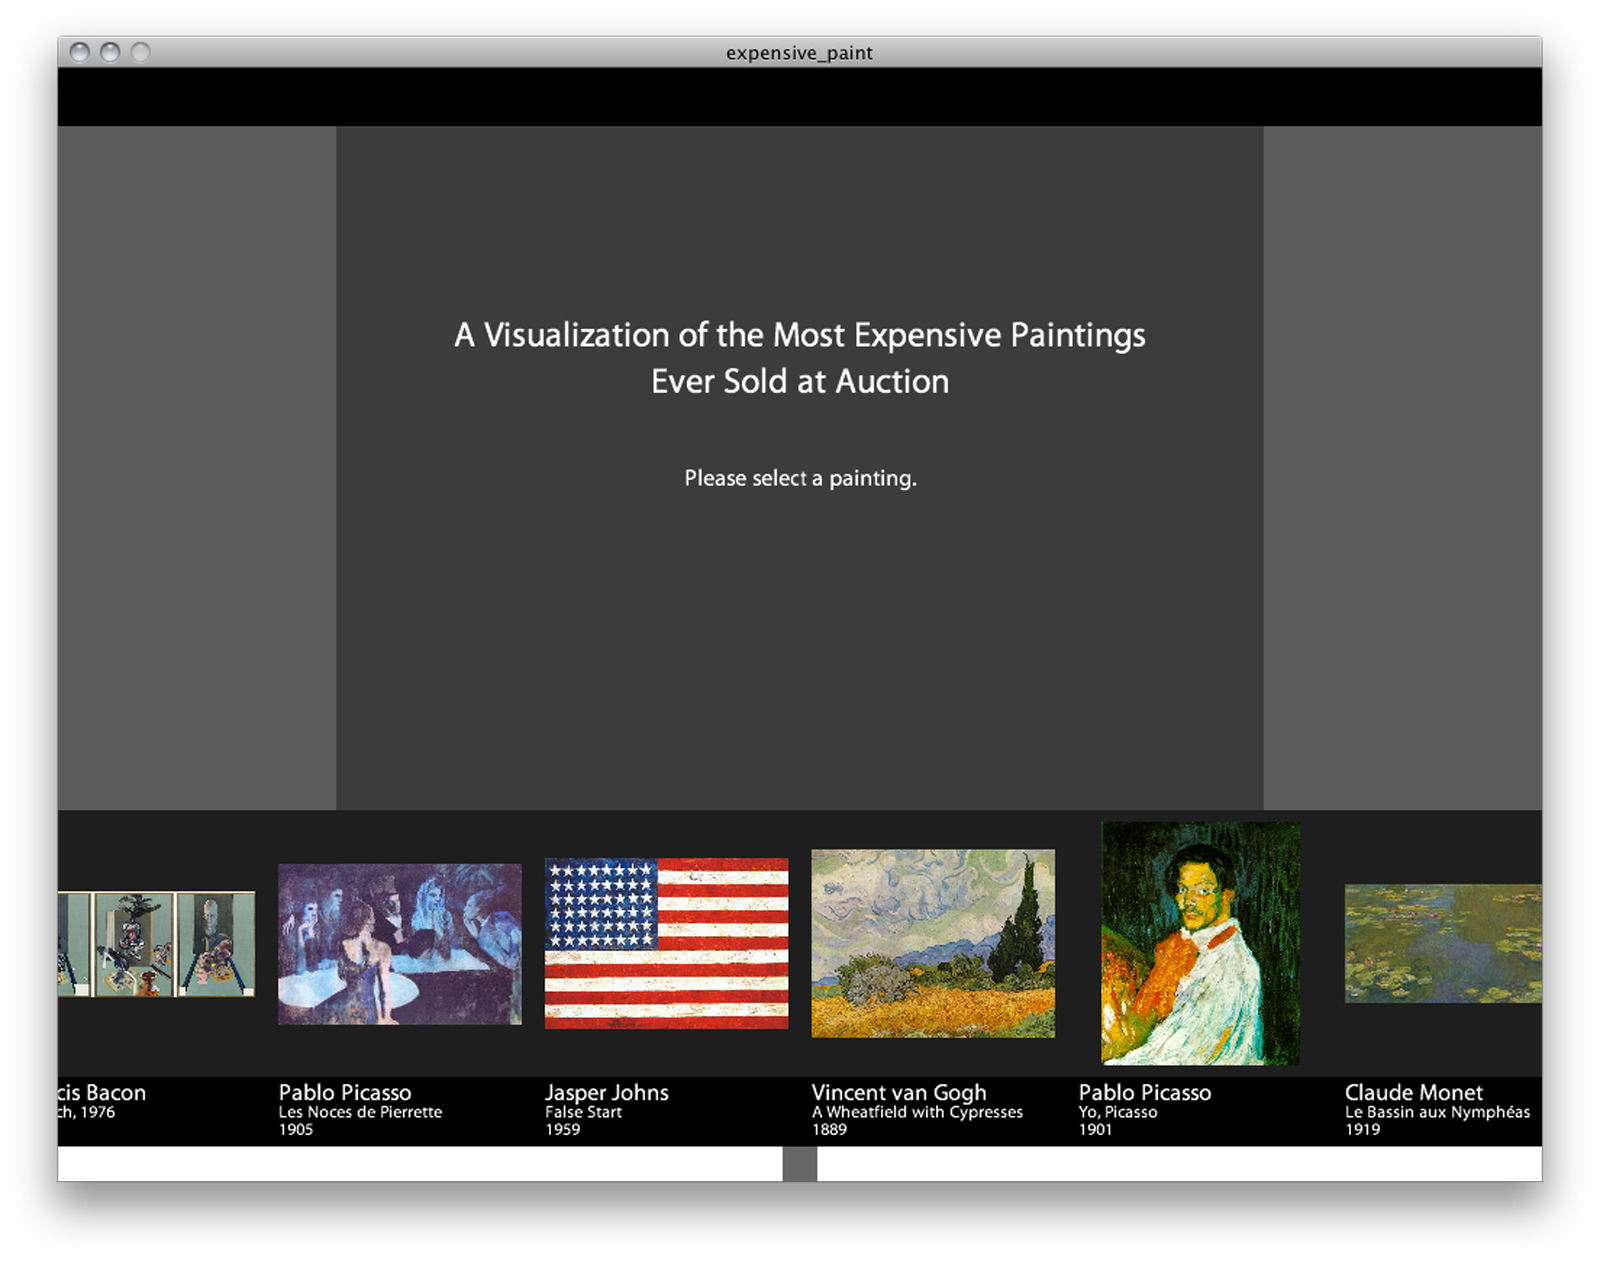 expensive_paint
A Visualization of the Most Expensive Paintings
Ever Sold at Auction
Please select a painting.
cis Bacon
ch, 1976
Pablo Picasso
Les Noces de Pierrette
1905
Jasper Johns
False Start
1959
Vincent van Gogh
A Wheatfield with Cypresses
1889
Pablo Picasso
Yo, Picasso
1901
Claude Monet
Le Bassin aux Nymphéas
1919